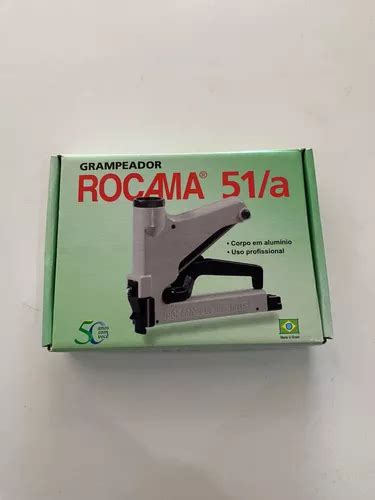 GRAMPEADOR
ROCAMA® 51/a
• Corpo em alumínio
• Uso profissional
50 anos
com
você
Made in Brazil